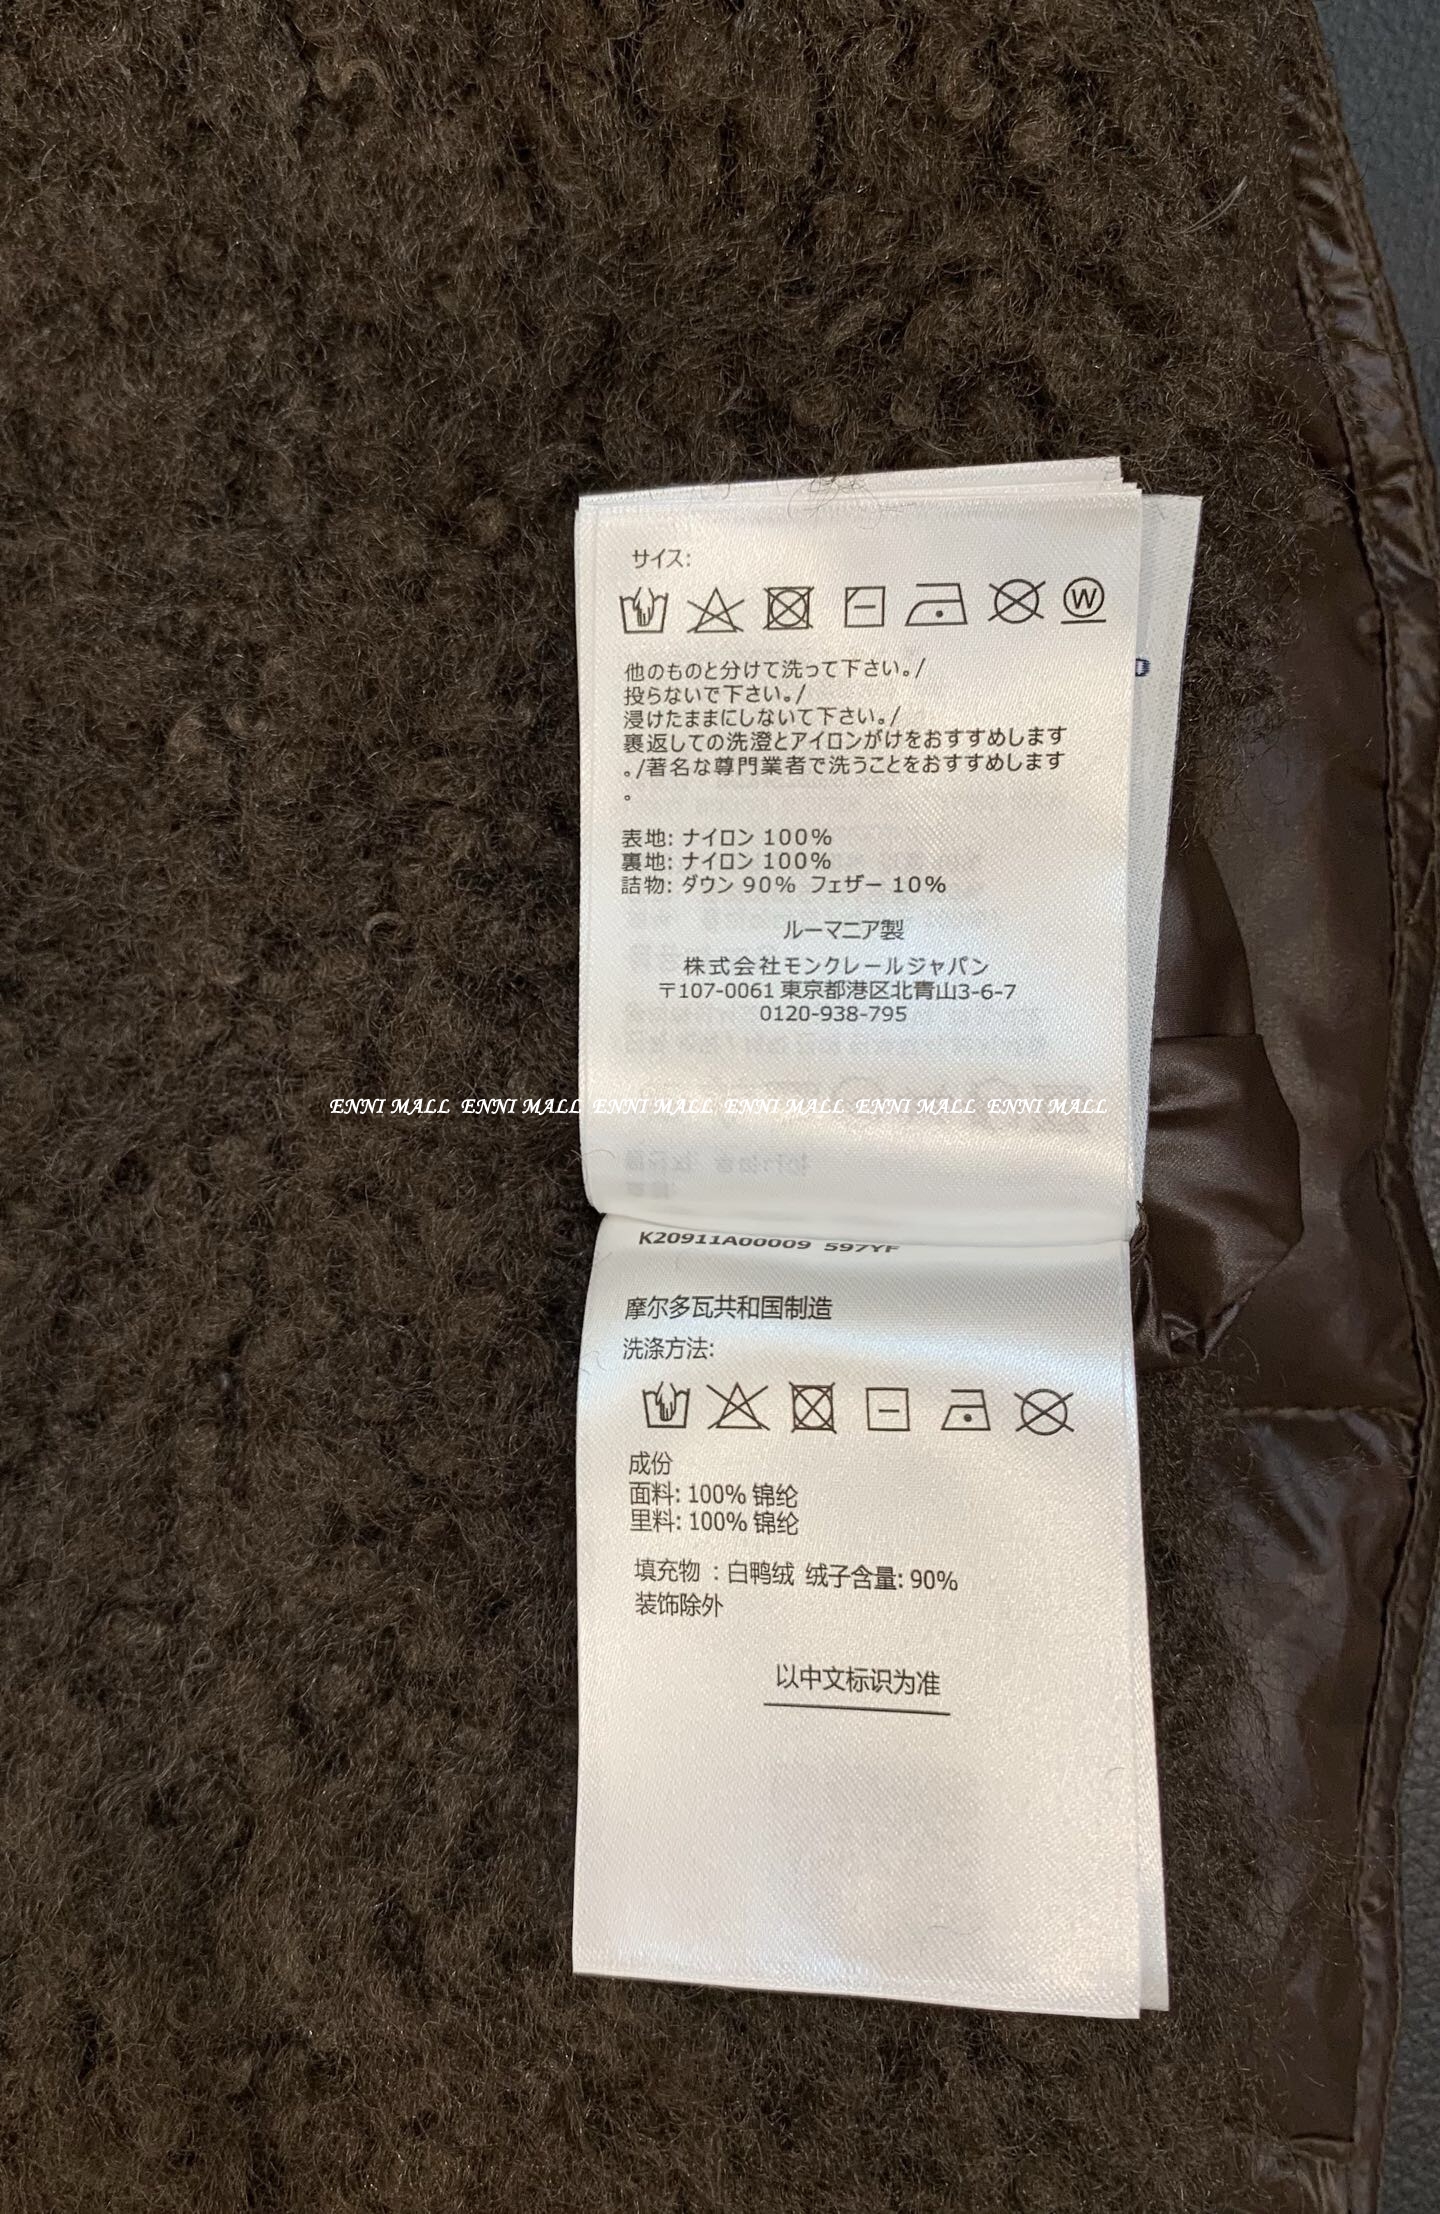 サイス:
W
他のものと分けて洗って下さい。/
投らないで下さい。/
浸けたままにしないて下さい。/
裏返しての洗澄とアイロンがけをおすすめします
。/著名な尊門業者で洗うことをおすすめします
。
表地: ナイロン 100%
裏地: ナイロン 100%
詰物: ダウン 90% フェザー 10%
ルーマニア製
株式会社モンクレールジャパン
〒107-0061 東京都港区北青山3-6-7
0120-938-795
ENNI MALL ENNI MALL ENNI MALL ENNI MALL ENNI MALL ENNI MALL
K20911A00009 597YF
摩尔多瓦共和国制造
洗涤方法:
成份
面料: 100% 锦纶
里料: 100% 锦纶
填充物 : 白鸭绒 绒子含量: 90%
装饰除外
以中文标识为准